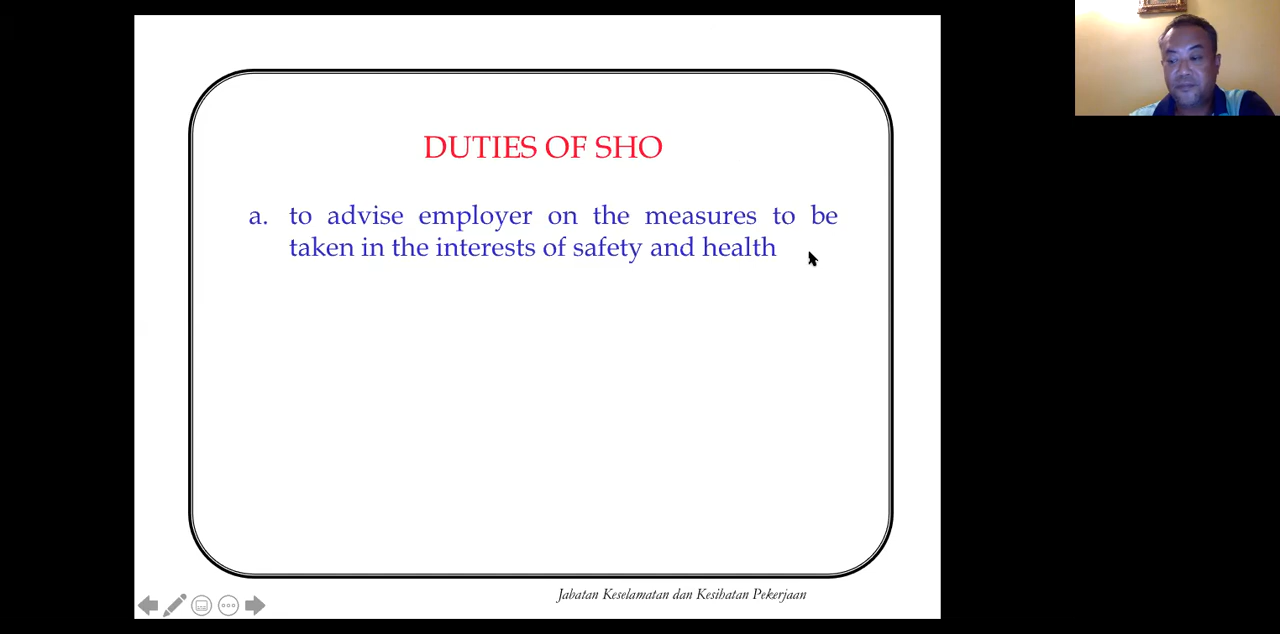 DUTIES OF SHO
a. to advise employer on the measures to be
taken in the interests of safety and health
Jabatan Keselamatan dan Kesihatan Pekerjaan